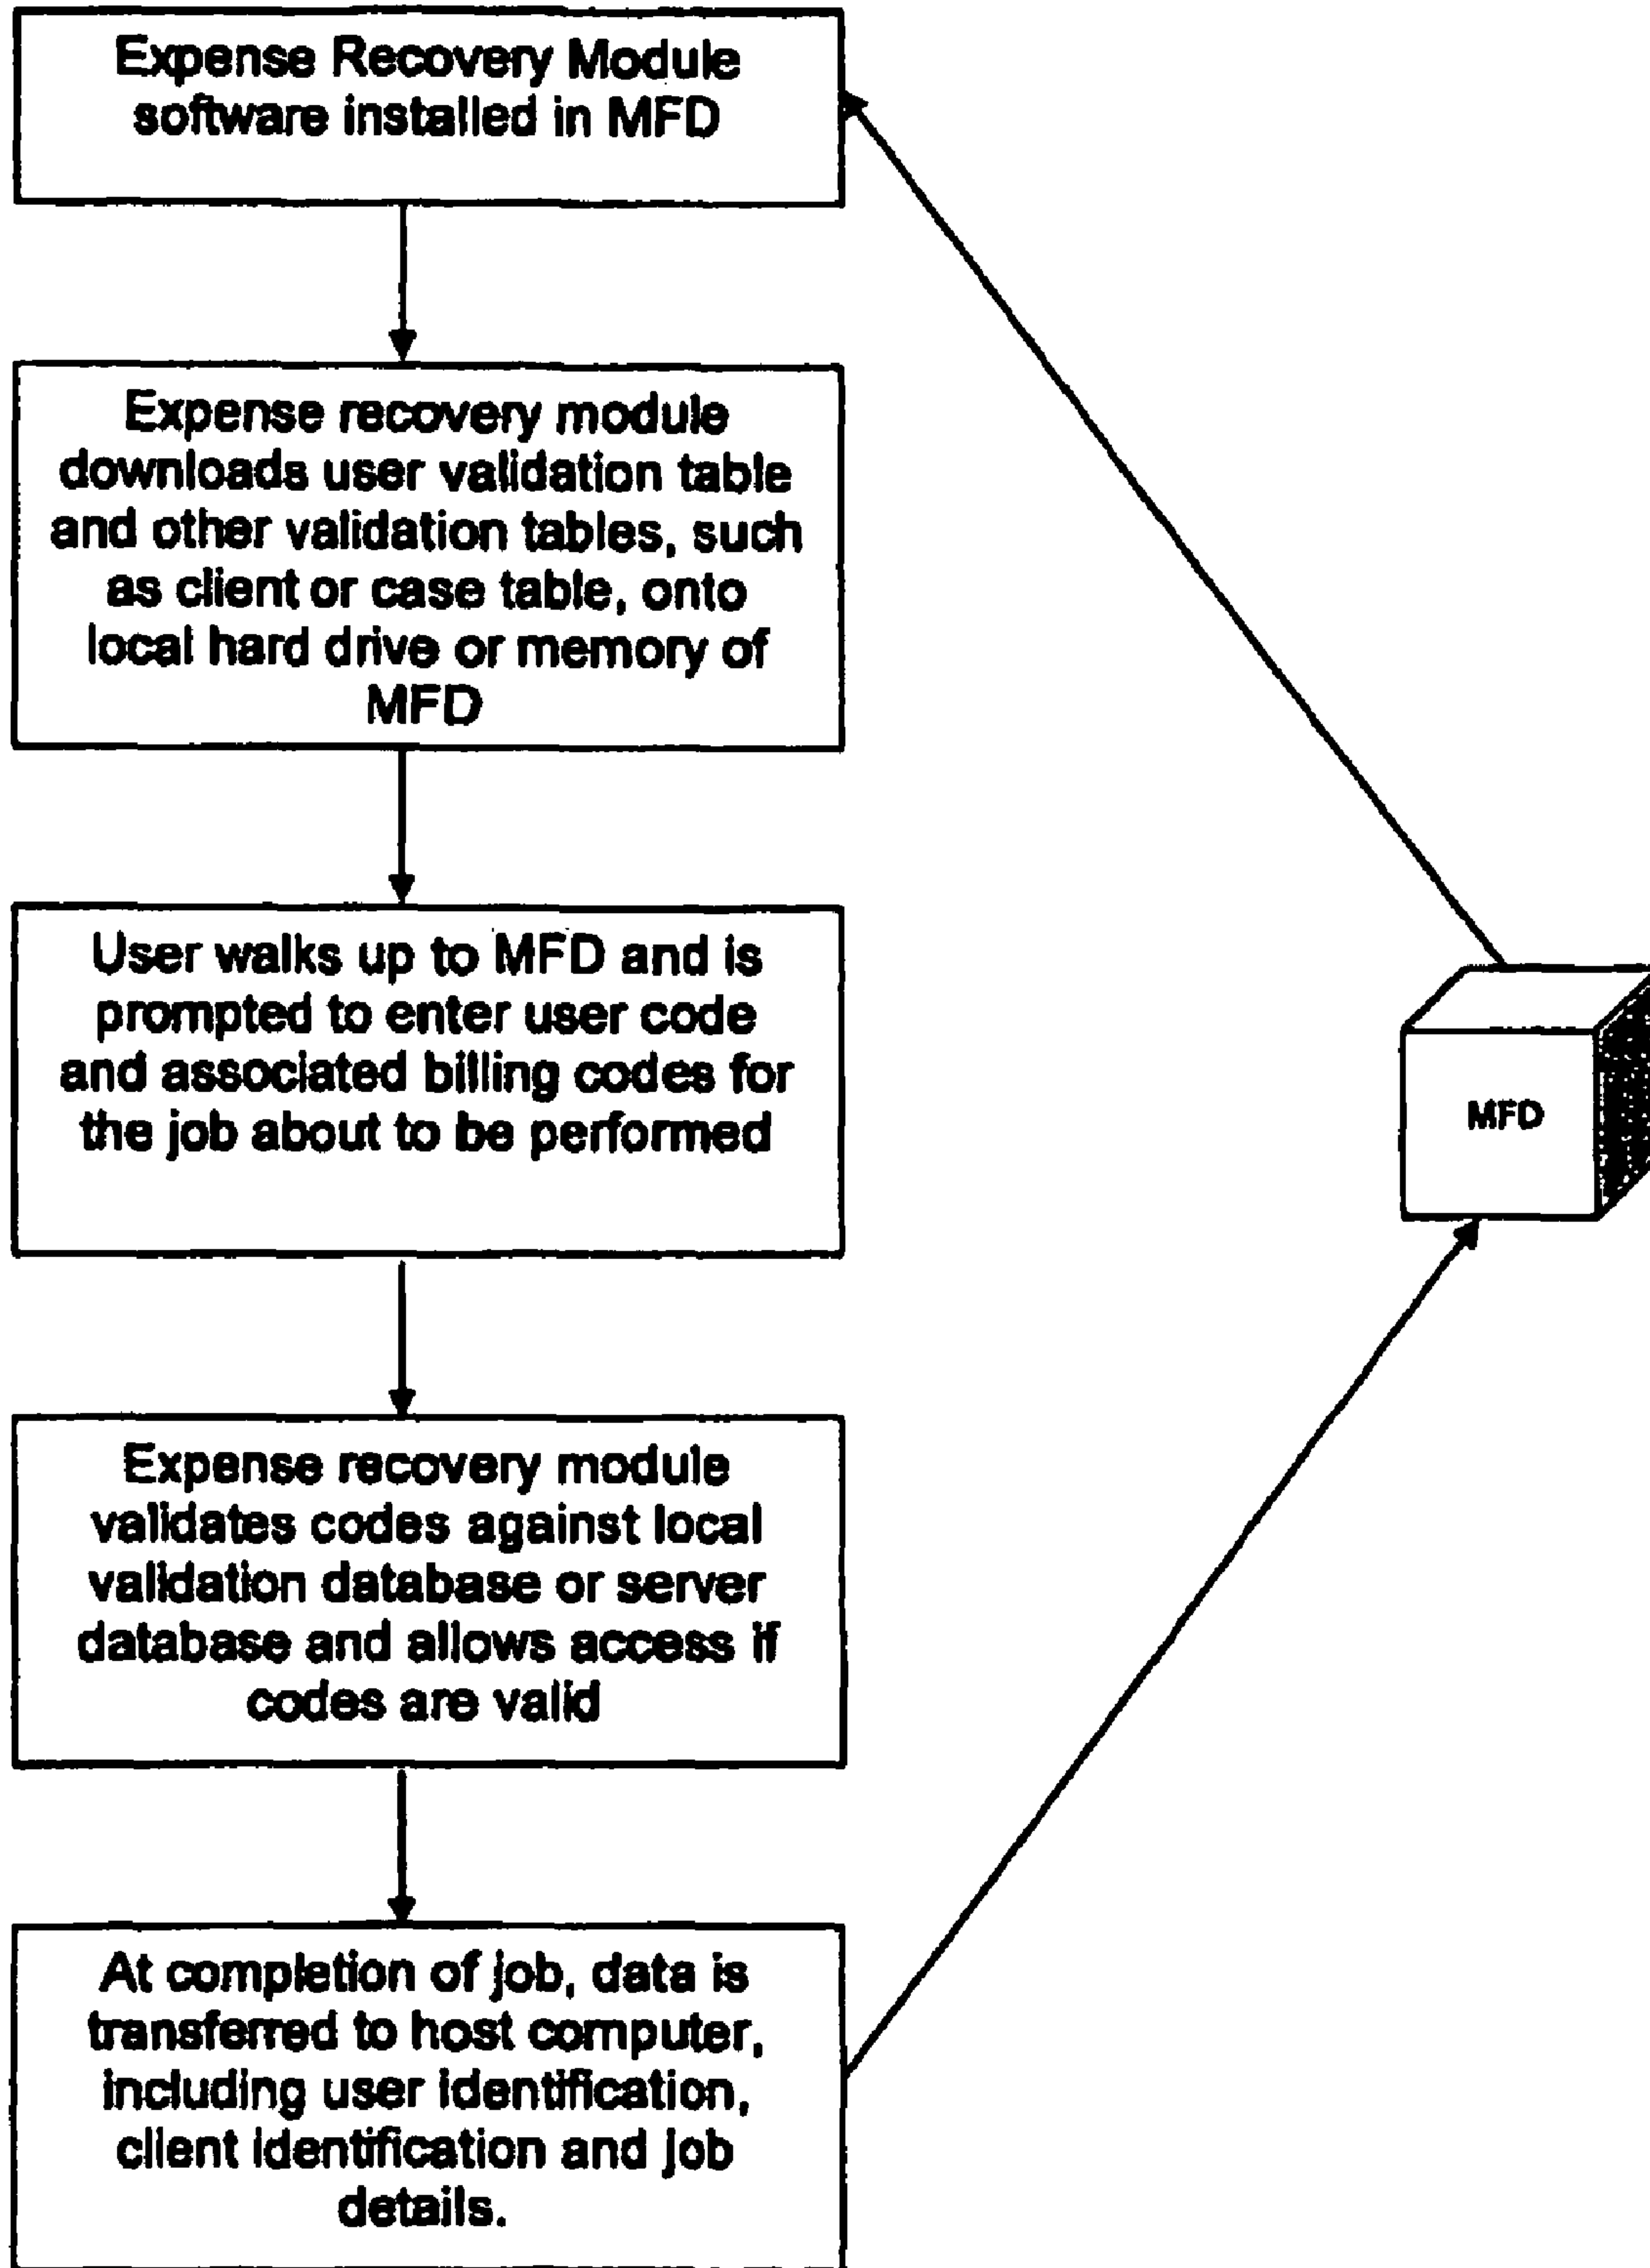 Expense Recovery Module
software installed in MFD
Expense recovery module
downloads user validation table
and other validation tables, such
as client or case table, onto
local hard drive or memory of
MFD
User walks up to MFD and is
prompted to enter user code
and associated billing codes for
the job about to be performed
MFD
Expense recovery module
validates codes against local
validation database or server
database and allows access if
codes are valid
At completion of job, data is
transferred to host computer,
including user identification,
client identification and job
details.